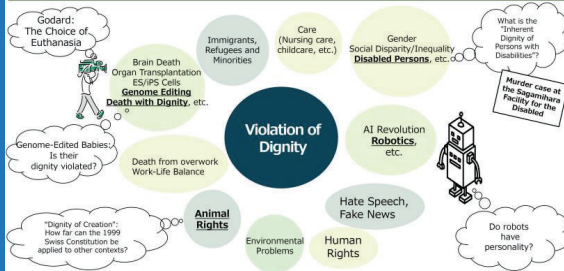 Godard:
The Choice of
Euthanasia
Brain Death
Organ Transplantation
ES/iPS Cells
Genome Editing
Death with Dignity, etc.
Immigrants,
Refugees and
Minorities
Care
(Nursing care,
childcare, etc.)
Gender
Social Disparity/Inequality
Disabled Persons, etc.
What is the
"Inherent
Dignity of
Persons with
Disabilities"?
Murder case at
the Sagamihara
Facility for the
Disabled
Genome-Edited Babies:
Is their
dignity violated?
Violation of
Dignity
AI Revolution
Robotics,
etc.
Death from overwork
Work-Life Balance
"Dignity of Creation":
How far can the 1999
Swiss Constitution be
applied to other contexts?
Animal
Rights
Environmental
Problems
Human
Rights
Hate Speech,
Fake News
Do robots
have
personality?